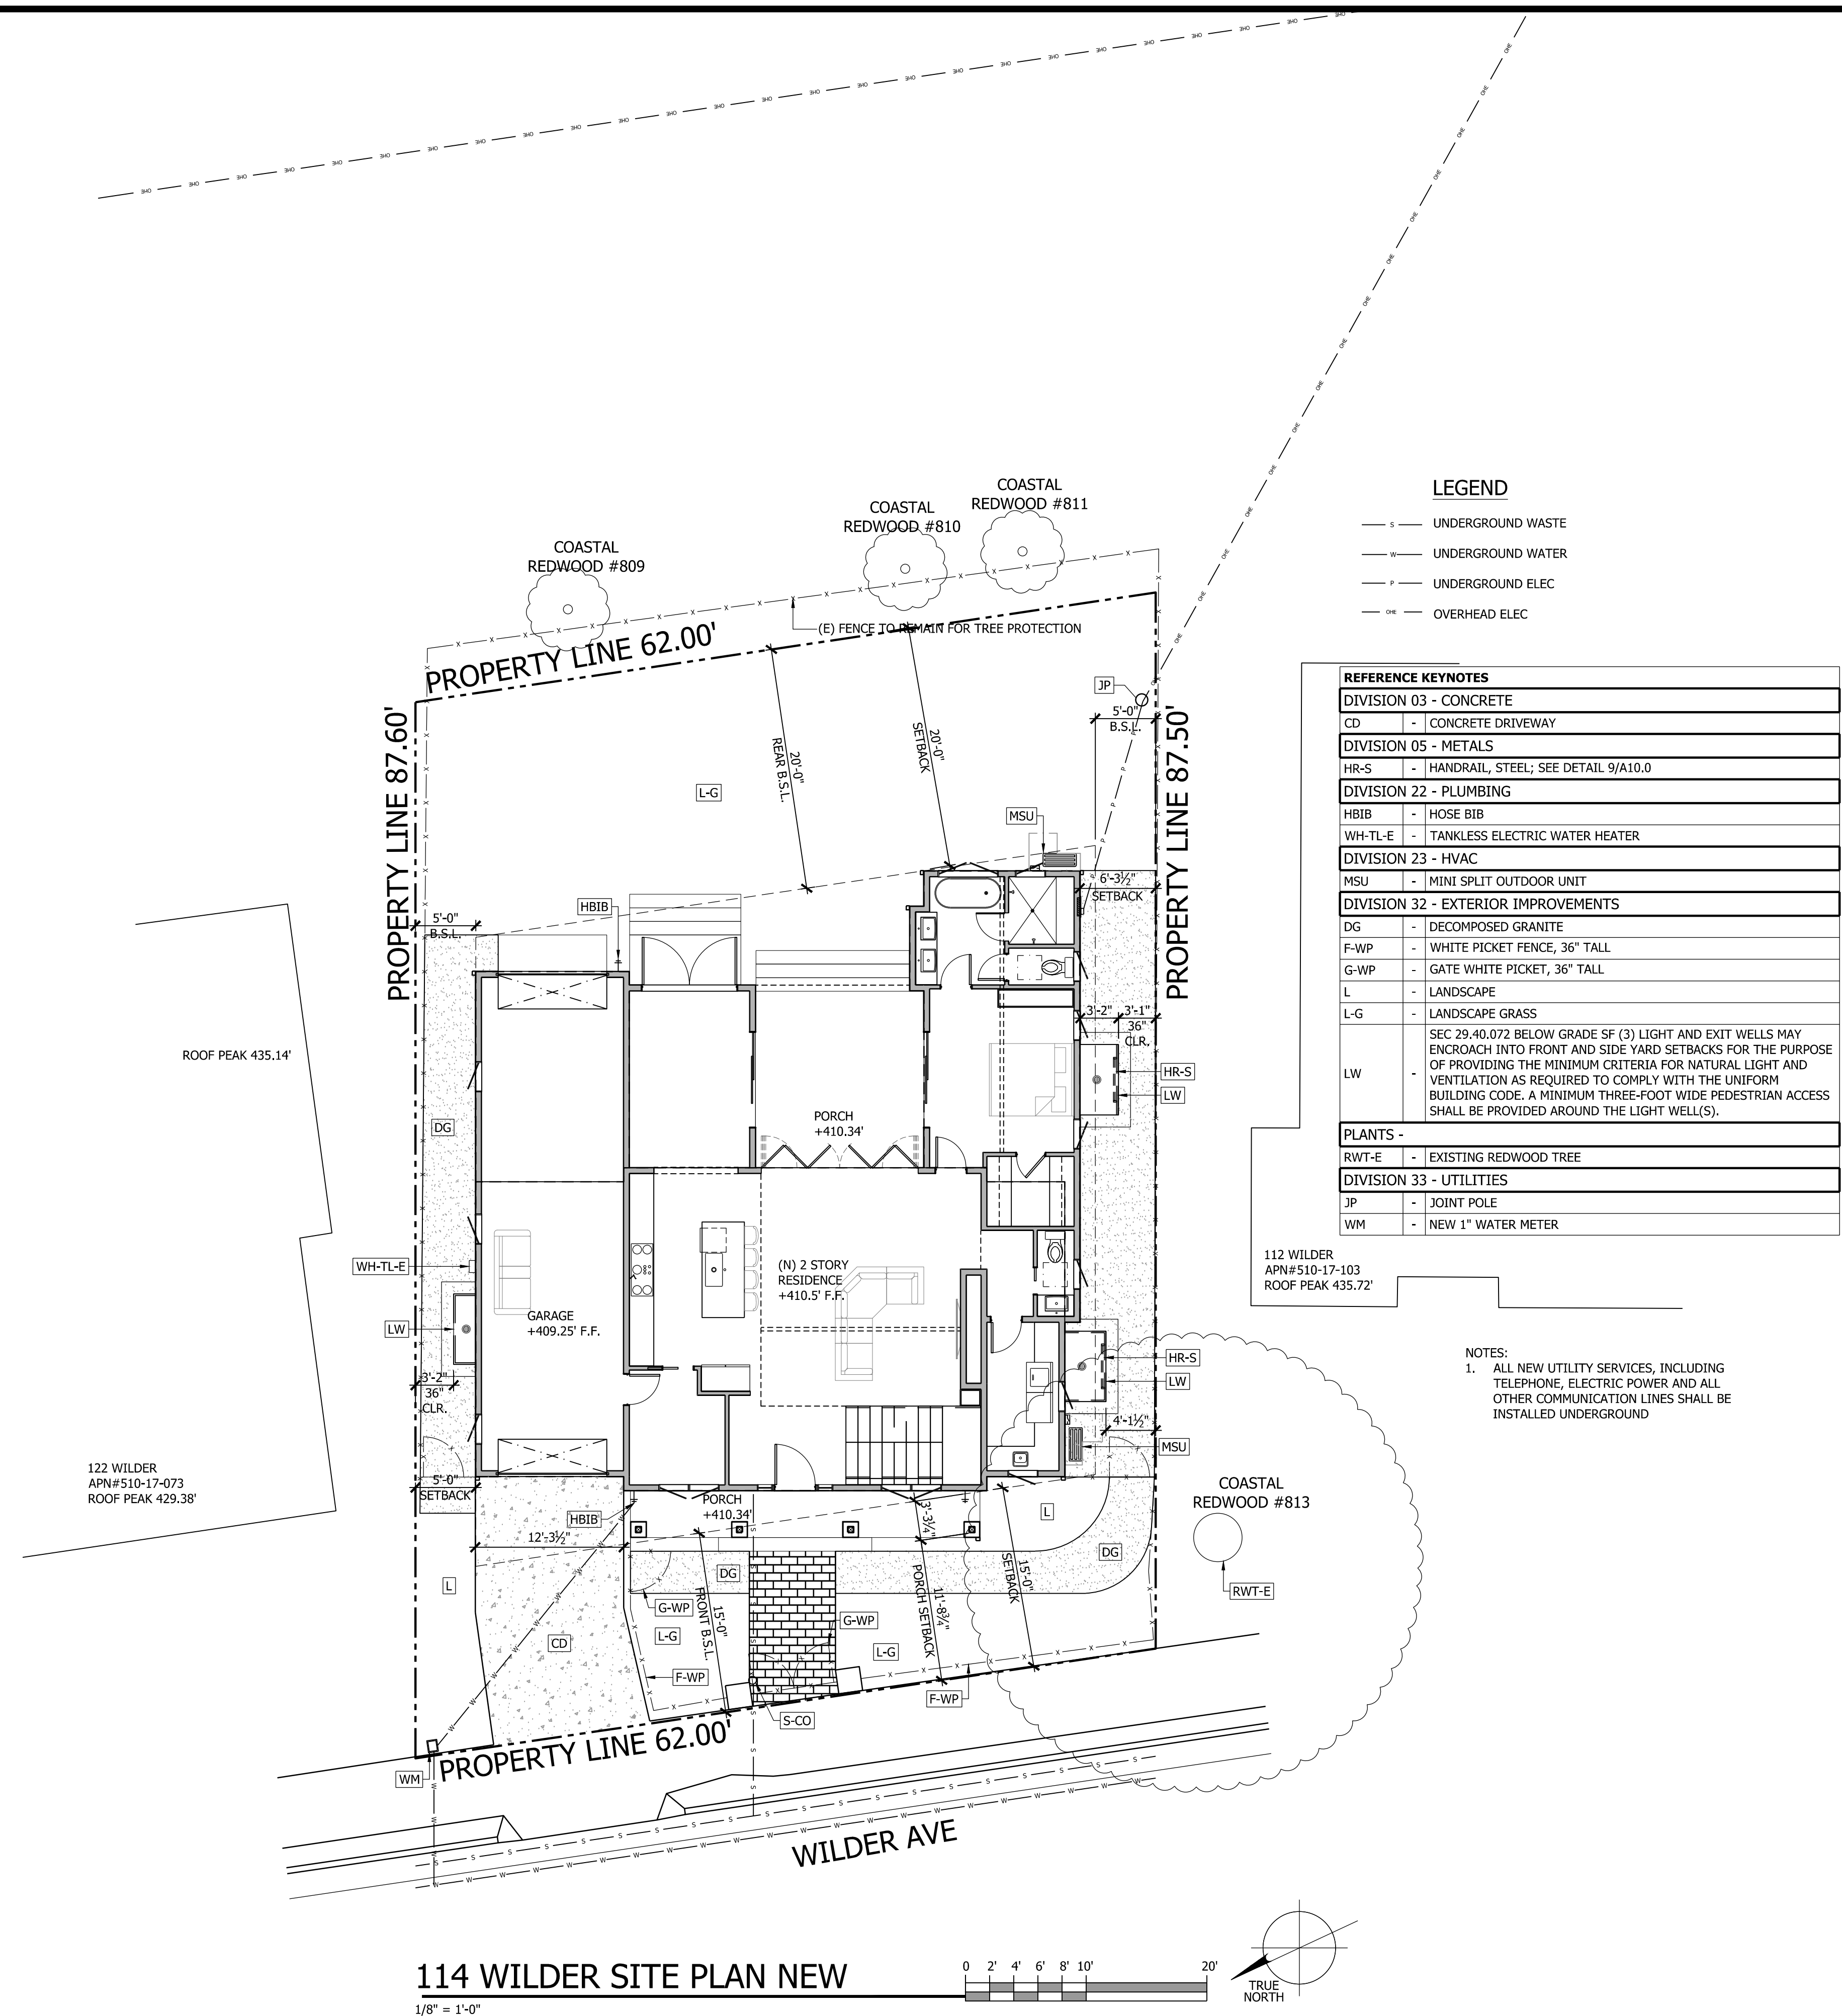 COASTAL
REDWOOD #811
COASTAL
REDWOOD #810
COASTAL
REDWOOD #809
(E) FENCE TO REMAIN FOR TREE PROTECTION
PROPERTY LINE 62.00'
PROPERTY LINE 87.60'
PROPERTY LINE 87.50'
JP
5'-0"
B.S.L.
20'-0"
REAR B.S.L.
20'-0"
SETBACK
L-G
MSU
6'-3½"
SETBACK
HBIB
5'-0"
B.S.L.
3'-2"
3'-1"
36"
CLR.
HR-S
LW
DG
PORCH
+410.34'
ROOF PEAK 435.14'
WH-TL-E
(N) 2 STORY
RESIDENCE
+410.5' F.F.
GARAGE
+409.25' F.F.
LW
3'-2"
36"
CLR.
HR-S
LW
4'-1½"
MSU
122 WILDER
APN#510-17-073
ROOF PEAK 429.38'
5'-0"
SETBACK
HBIB
PORCH
+410.34'
3'-3¼"
L
12'-3½"
15'-0"
SETBACK
DG
DG
L
G-WP
15'-0"
FRONT B.S.L.
11'-8¾"
PORCH SETBACK
G-WP
CD
L-G
L-G
F-WP
F-WP
S-CO
COASTAL
REDWOOD #813
RWT-E
WM
PROPERTY LINE 62.00'
WILDER AVE
LEGEND
S UNDERGROUND WASTE
W UNDERGROUND WATER
P UNDERGROUND ELEC
OHE OVERHEAD ELEC
REFERENCE KEYNOTES
DIVISION 03 - CONCRETE
CD - CONCRETE DRIVEWAY
DIVISION 05 - METALS
HR-S - HANDRAIL, STEEL; SEE DETAIL 9/A10.0
DIVISION 22 - PLUMBING
HBIB - HOSE BIB
WH-TL-E - TANKLESS ELECTRIC WATER HEATER
DIVISION 23 - HVAC
MSU - MINI SPLIT OUTDOOR UNIT
DIVISION 32 - EXTERIOR IMPROVEMENTS
DG - DECOMPOSED GRANITE
F-WP - WHITE PICKET FENCE, 36" TALL
G-WP - GATE WHITE PICKET, 36" TALL
L - LANDSCAPE
L-G - LANDSCAPE GRASS
SEC 29.40.072 BELOW GRADE SF (3) LIGHT AND EXIT WELLS MAY
ENCROACH INTO FRONT AND SIDE YARD SETBACKS FOR THE PURPOSE
OF PROVIDING THE MINIMUM CRITERIA FOR NATURAL LIGHT AND
LW - VENTILATION AS REQUIRED TO COMPLY WITH THE UNIFORM
BUILDING CODE. A MINIMUM THREE-FOOT WIDE PEDESTRIAN ACCESS
SHALL BE PROVIDED AROUND THE LIGHT WELL(S).
PLANTS -
RWT-E - EXISTING REDWOOD TREE
DIVISION 33 - UTILITIES
JP - JOINT POLE
WM - NEW 1" WATER METER
112 WILDER
APN#510-17-103
ROOF PEAK 435.72'
NOTES:
1. ALL NEW UTILITY SERVICES, INCLUDING
TELEPHONE, ELECTRIC POWER AND ALL
OTHER COMMUNICATION LINES SHALL BE
INSTALLED UNDERGROUND
114 WILDER SITE PLAN NEW
1/8" = 1'-0"
0 2' 4' 6' 8' 10' 20'
TRUE
NORTH